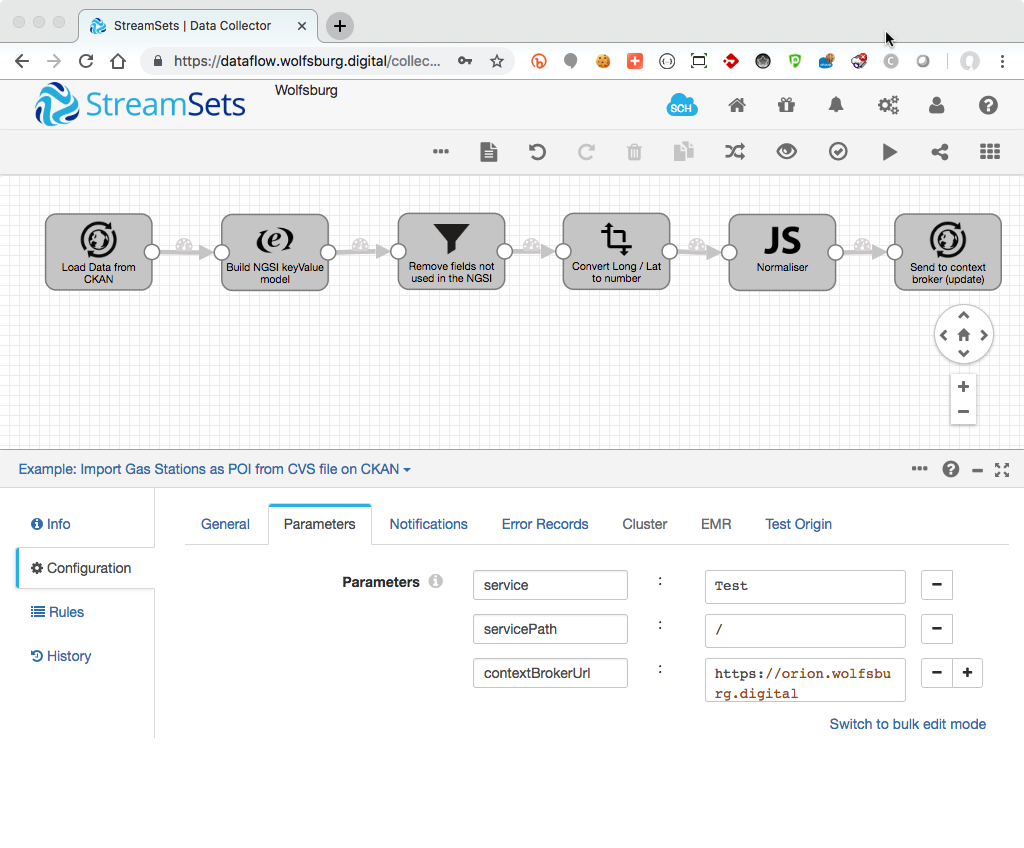 StreamSets | Data Collector
https://dataflow.wolfsburg.digital/collec...
StreamSets
Wolfsburg
SCH
Load Data from
CKAN
Build NGSI keyValue
model
Remove fields not
used in the NGSI
Convert Long / Lat
to number
JS
Normaliser
Send to context
broker (update)
Example: Import Gas Stations as POI from CVS file on CKAN
Info
Configuration
Rules
History
General
Parameters
Notifications
Error Records
Cluster
EMR
Test Origin
Parameters
service : Test
servicePath : /
contextBrokerUrl : https://orion.wolfsbu
rg.digital
Switch to bulk edit mode